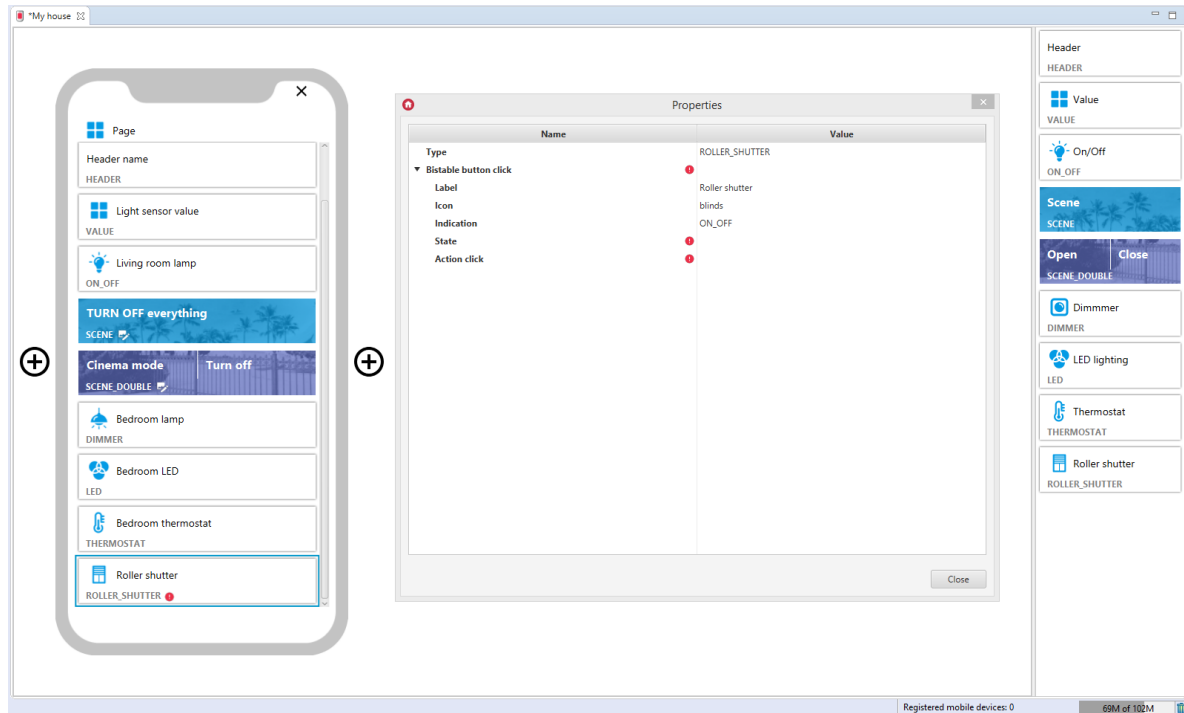 *My house
Page
Header name
HEADER
Light sensor value
VALUE
Living room lamp
ON_OFF
TURN OFF everything
SCENE
Cinema mode Turn off
SCENE_DOUBLE
Bedroom lamp
DIMMER
Bedroom LED
LED
Bedroom thermostat
THERMOSTAT
Roller shutter
ROLLER_SHUTTER
Properties
Name Value
Type ROLLER_SHUTTER
Bistable button click
Label Roller shutter
Icon blinds
Indication ON_OFF
State
Action click
Close
Header
HEADER
Value
VALUE
On/Off
ON_OFF
Scene
SCENE
Open Close
SCENE_DOUBLE
Dimmmer
DIMMER
LED lighting
LED
Thermostat
THERMOSTAT
Roller shutter
ROLLER_SHUTTER
Registered mobile devices: 0
69M of 102M